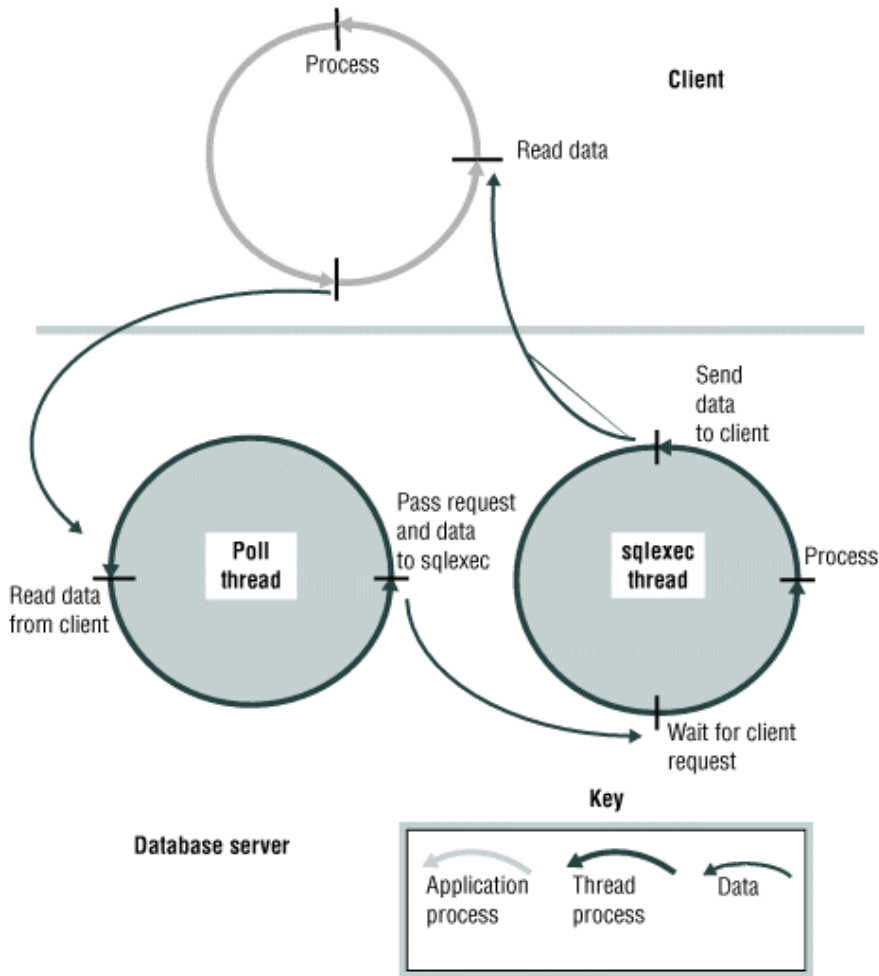 Process
Client
Read data
Send
data
to client
Poll
thread
Pass request
and data
to sqlexec
sqlexec
thread
Process
Read data
from client
Wait for client
request
Key
Database server
Application
process
Thread
process
Data